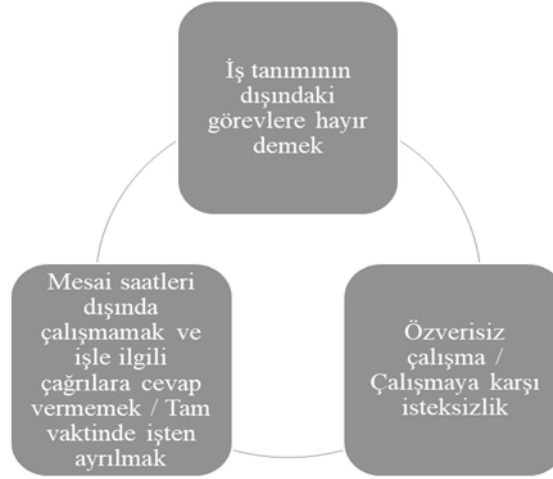 İş tanımının
dışındaki
görevlere hayır
demek
Mesai saatleri
dışında
çalışmamak ve
işle ilgili
çağrılara cevap
vermemek / Tam
vaktinde işten
ayrılmak
Özverisiz
çalışma /
Çalışmaya karşı
isteksizlik